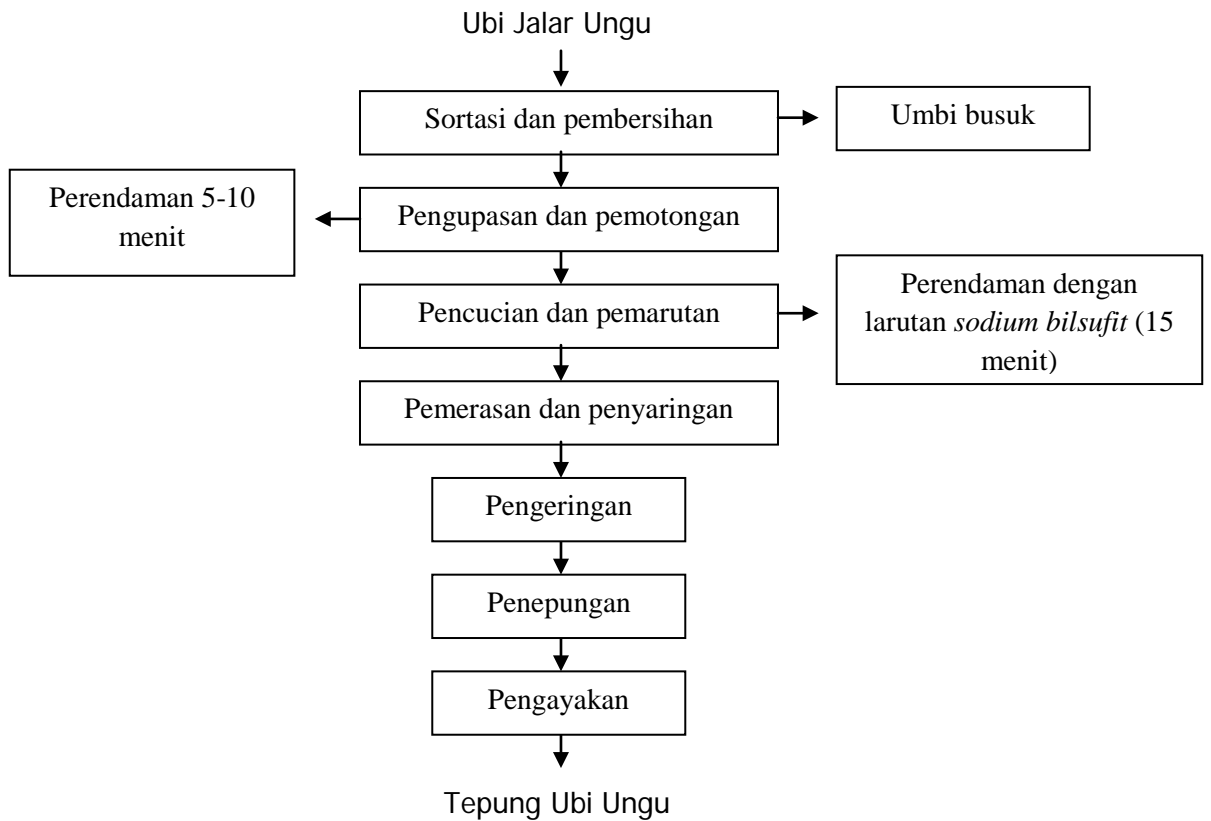 Ubi Jalar Ungu
Sortasi dan pembersihan
Umbi busuk
Perendaman 5-10
menit
Pengupasan dan pemotongan
Pencucian dan pemarutan
Perendaman dengan
larutan sodium bilsufit (15
menit)
Pemerasan dan penyaringan
Pengeringan
Penepungan
Pengayakan
Tepung Ubi Ungu